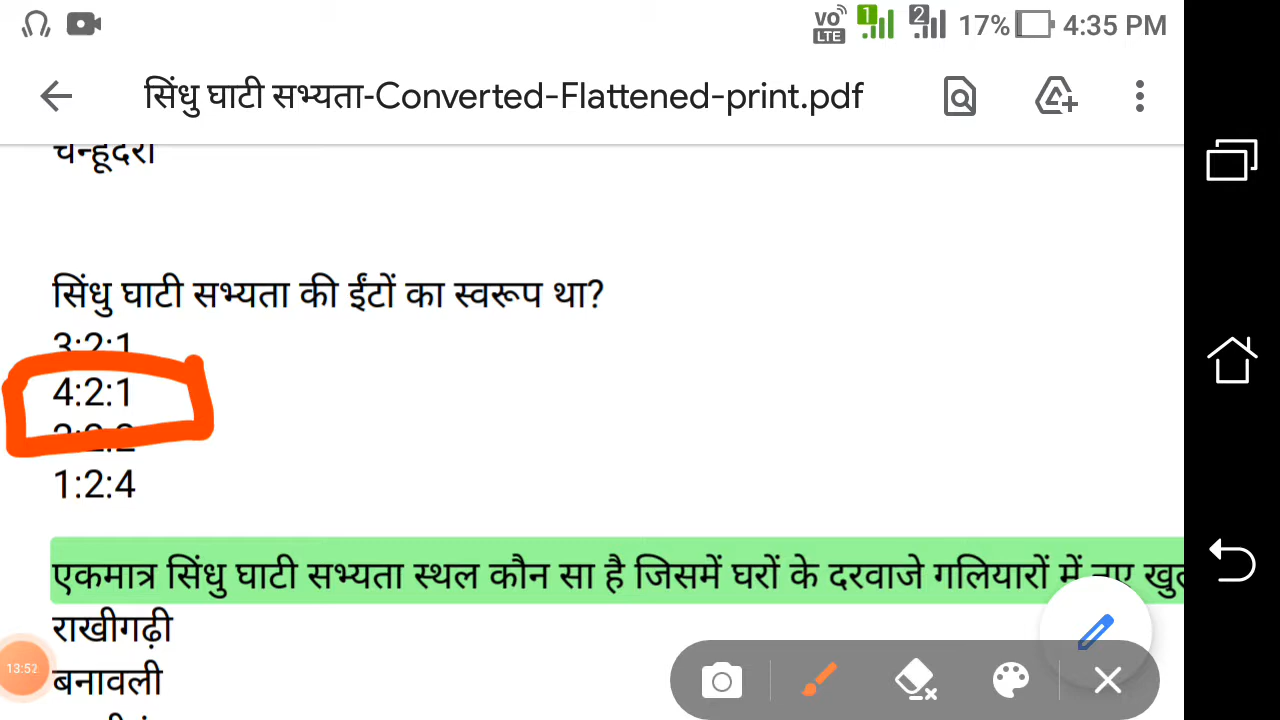 VO LTE 1 2 17% 4:35 PM
सिंधु घाटी सभ्यता-Converted-Flattened-print.pdf
चन्हूदरो
सिंधु घाटी सभ्यता की ईंटों का स्वरूप था?
3:2:1
4:2:1
1:2:4
एकमात्र सिंधु घाटी सभ्यता स्थल कौन सा है जिसमें घरों के दरवाजे गलियारों में
राखीगढ़ी
13:52
बनावली